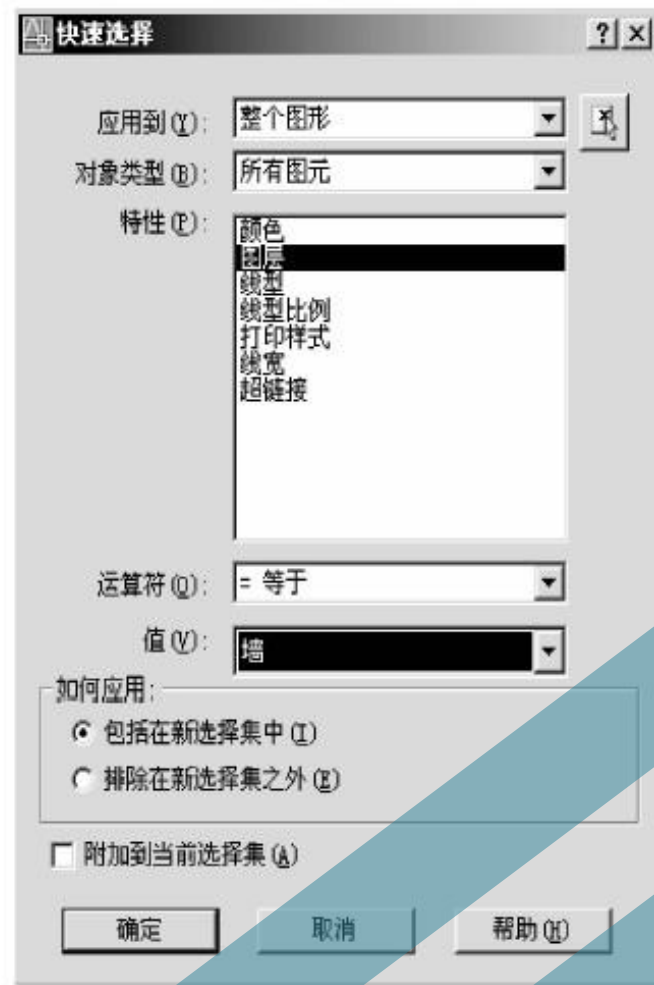 快速选择
应用到(Y): 整个图形
对象类型(B): 所有图元
特性(P):
颜色
图层
线型
线型比例
打印样式
线宽
超链接
运算符(O): = 等于
值(V): 墙
如何应用:
包括在新选择集中(I)
排除在新选择集之外(E)
附加到当前选择集(A)
确定 取消 帮助(H)